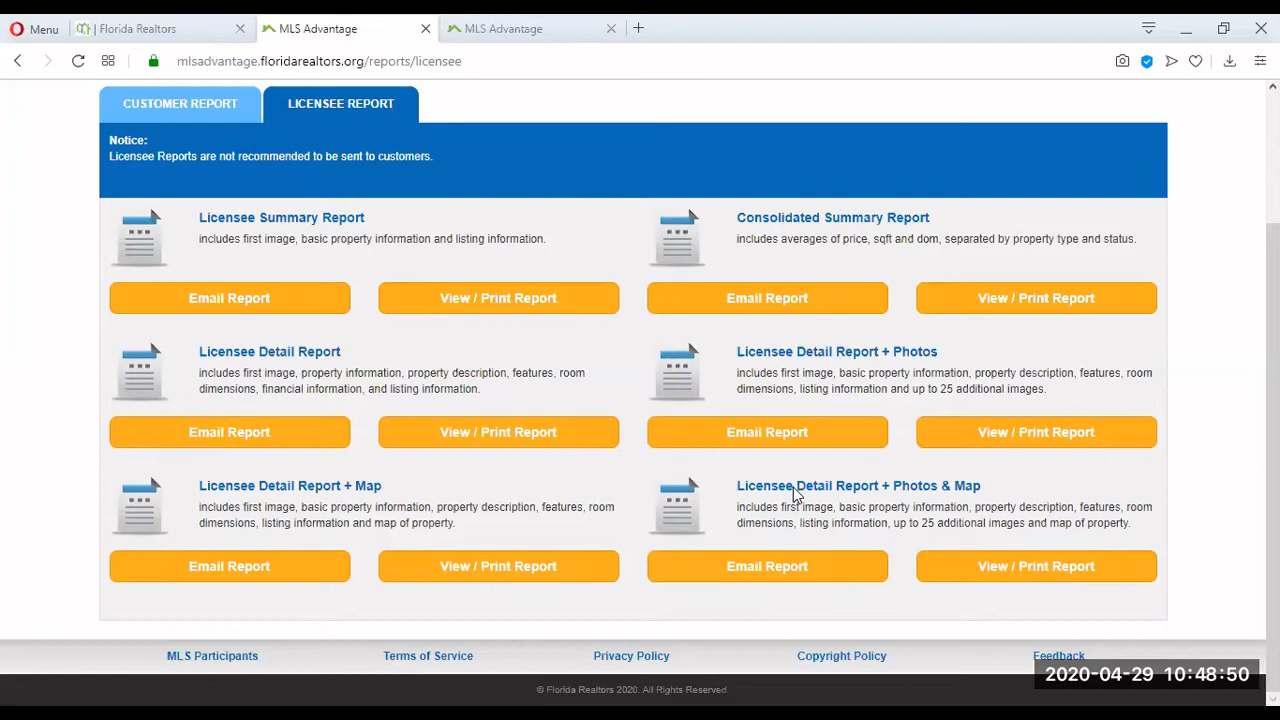 Menu
Florida Realtors
MLS Advantage
MLS Advantage
mlsadvantage.floridarealtors.org/reports/licensee
CUSTOMER REPORT
LICENSEE REPORT
Notice:
Licensee Reports are not recommended to be sent to customers.
Licensee Summary Report
includes first image, basic property information and listing information.
Email Report
View / Print Report
Consolidated Summary Report
includes averages of price, sqft and dom, separated by property type and status.
Email Report
View / Print Report
Licensee Detail Report
includes first image, property information, property description, features, room
dimensions, financial information, and listing information.
Email Report
View / Print Report
Licensee Detail Report + Photos
includes first image, basic property information, property description, features, room
dimensions, listing information and up to 25 additional images.
Email Report
View / Print Report
Licensee Detail Report + Map
includes first image, basic property information, property description, features, room
dimensions, listing information and map of property.
Email Report
View / Print Report
Licensee Detail Report + Photos & Map
includes first image, basic property information, property description, features, room
dimensions, listing information, up to 25 additional images and map of property.
Email Report
View / Print Report
MLS Participants
Terms of Service
Privacy Policy
Copyright Policy
Feedback
2020-04-29 10:48:50
© Florida Realtors 2020. All Rights Reserved.